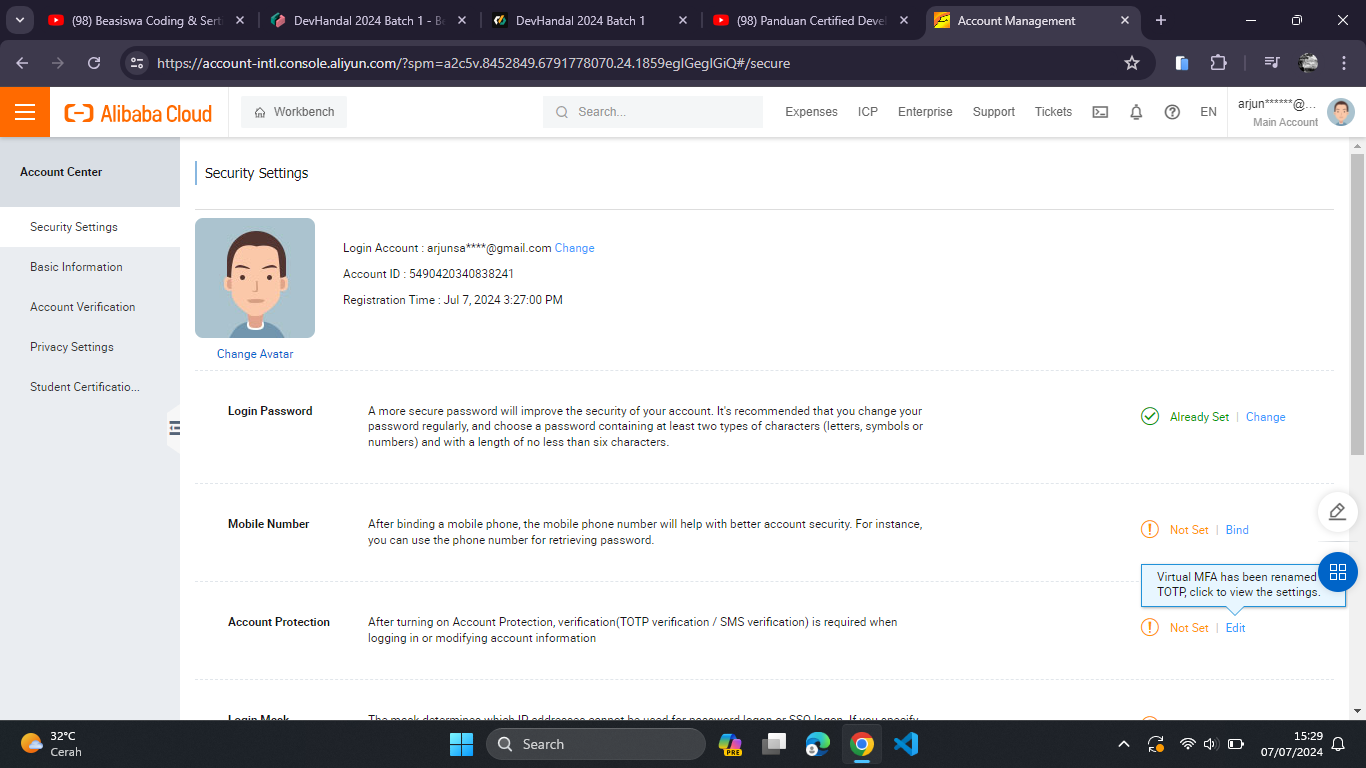 (98) Beasiswa Coding & Sert
DevHandal 2024 Batch 1 - Be
DevHandal 2024 Batch 1
(98) Panduan Certified Devel
Account Management
https://account-intl.console.aliyun.com/?spm=a2c5v.8452849.6791778070.24.1859egIGegIGiQ#/secure
Alibaba Cloud
Workbench
Search...
Expenses
ICP
Enterprise
Support
Tickets
EN
arjun******@...
Main Account
Account Center
Security Settings
Basic Information
Account Verification
Privacy Settings
Student Certificatio...
Security Settings
Change Avatar
Login Account : arjunsa****@gmail.com Change
Account ID : 5490420340838241
Registration Time : Jul 7, 2024 3:27:00 PM
Login Password
A more secure password will improve the security of your account. It's recommended that you change your
password regularly, and choose a password containing at least two types of characters (letters, symbols or
numbers) and with a length of no less than six characters.
Already Set | Change
Mobile Number
After binding a mobile phone, the mobile phone number will help with better account security. For instance,
you can use the phone number for retrieving password.
Not Set | Bind
Virtual MFA has been renamed
TOTP, click to view the settings.
Account Protection
After turning on Account Protection, verification(TOTP verification / SMS verification) is required when
logging in or modifying account information
Not Set | Edit
Login Mask
The mask determines which IP addresses cannot be used for password logon or SSO logon. If you specify
32°C
Cerah
Search
PRE
15:29
07/07/2024